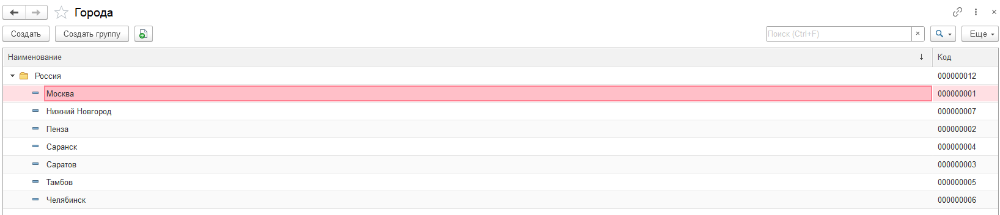 Города
Создать Создать группу Поиск (Ctrl+F) × Еще
Наименование ↓ Код
Россия 000000012
Москва 000000001
Нижний Новгород 000000007
Пенза 000000002
Саранск 000000004
Саратов 000000003
Тамбов 000000005
Челябинск 000000006